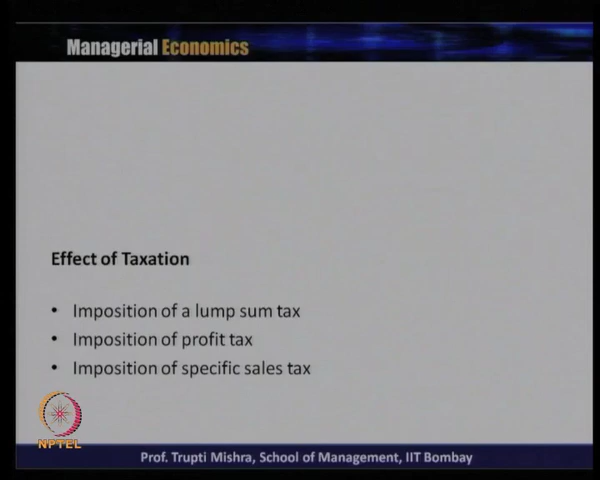 Managerial Economics
Effect of Taxation
• Imposition of a lump sum tax
• Imposition of profit tax
• Imposition of specific sales tax
NPTEL
Prof. Trupti Mishra, School of Management, IIT Bombay